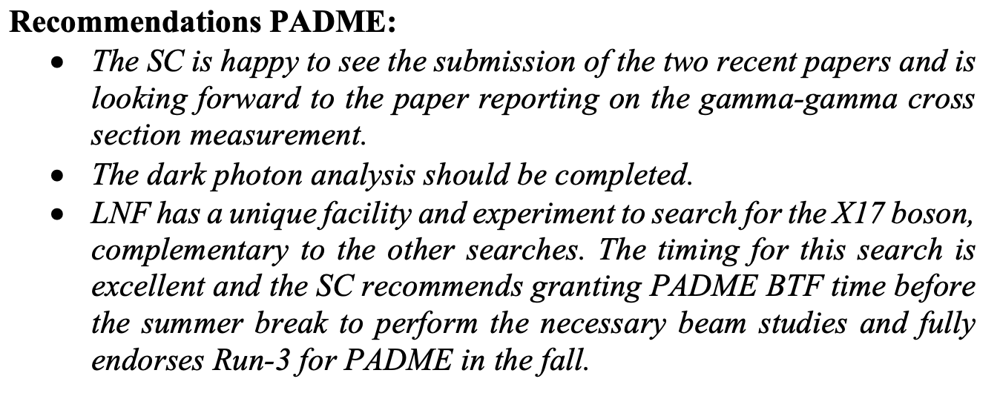 Recommendations PADME:
• The SC is happy to see the submission of the two recent papers and is
looking forward to the paper reporting on the gamma-gamma cross
section measurement.
• The dark photon analysis should be completed.
• LNF has a unique facility and experiment to search for the X17 boson,
complementary to the other searches. The timing for this search is
excellent and the SC recommends granting PADME BTF time before
the summer break to perform the necessary beam studies and fully
endorses Run-3 for PADME in the fall.